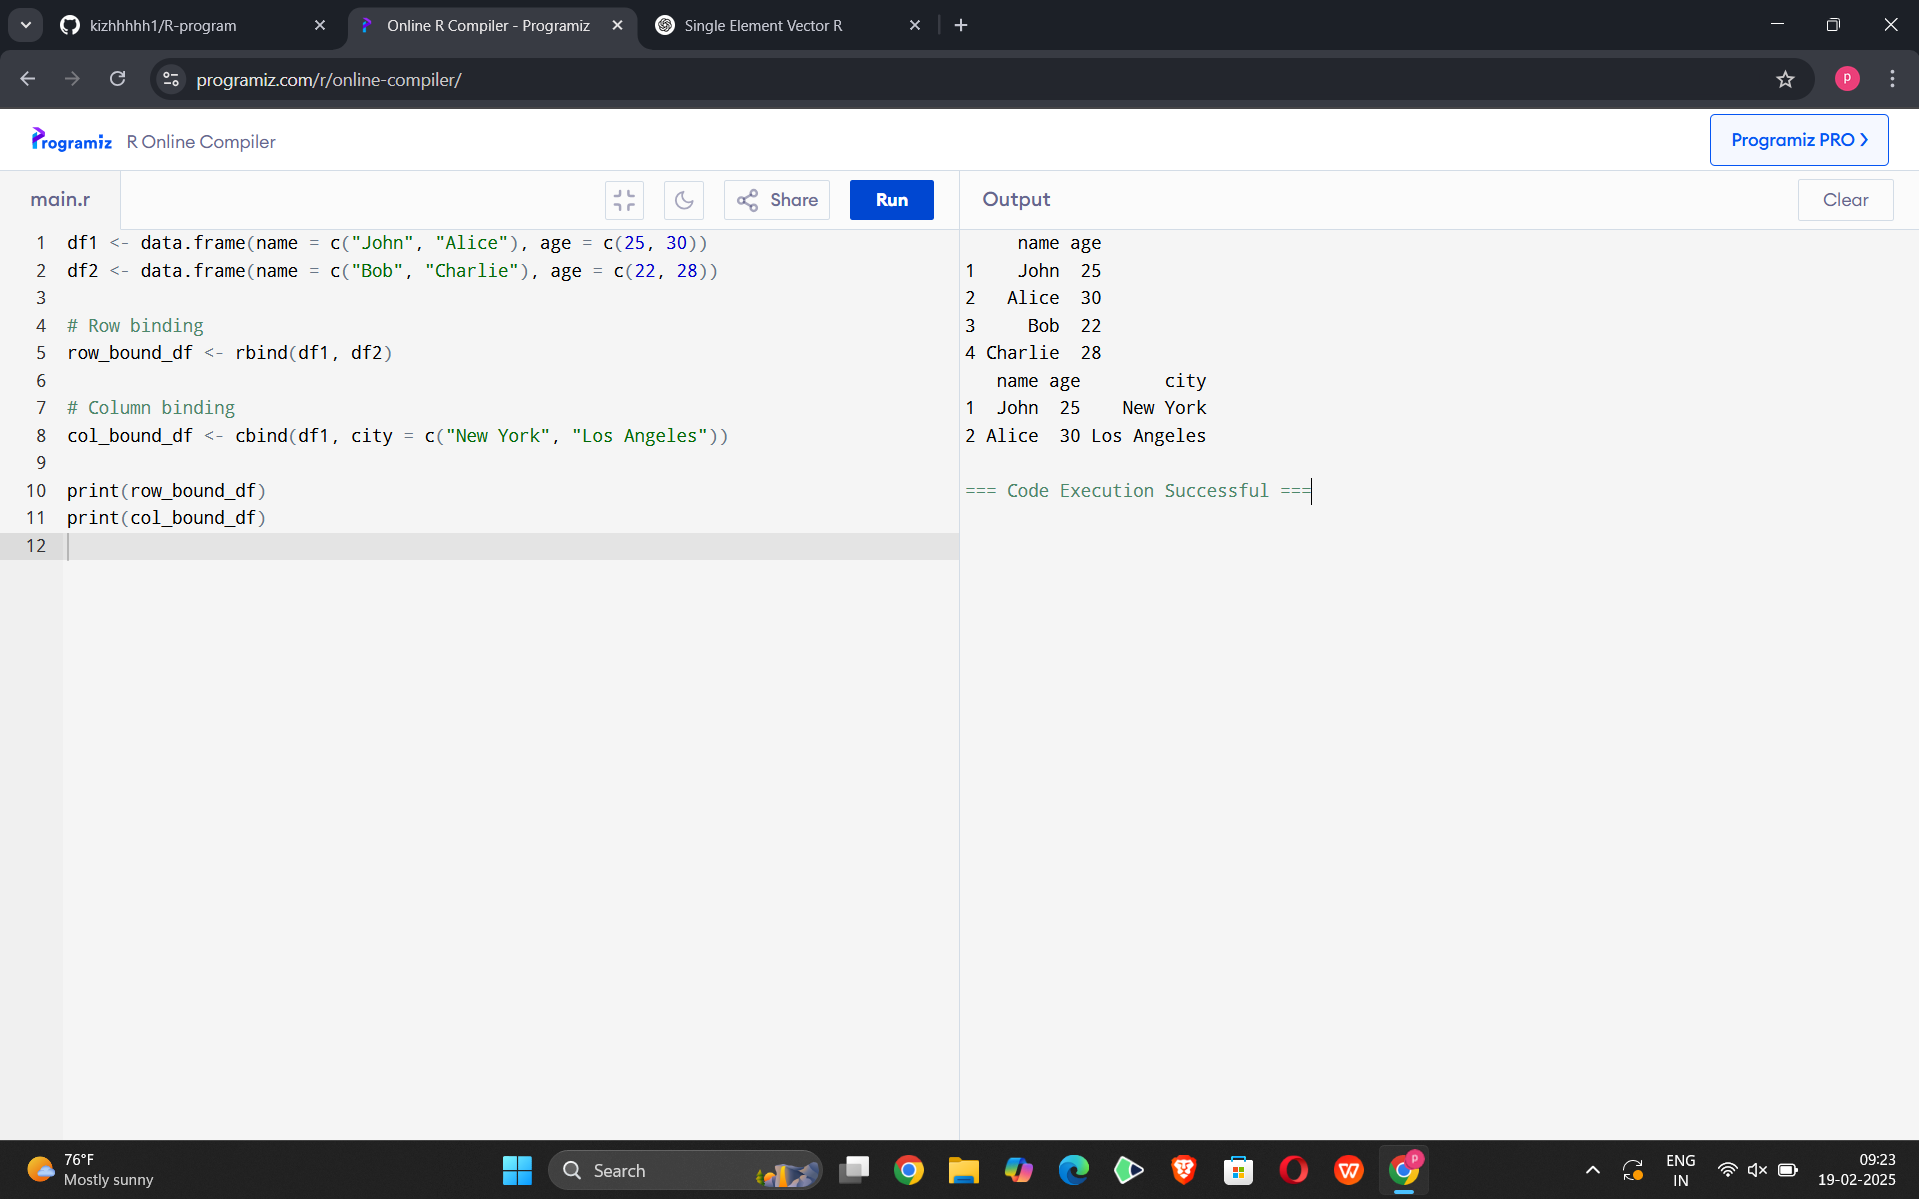 kizhhhhh1/R-program
Online R Compiler - Programiz
Single Element Vector R
programiz.com/r/online-compiler/
P
Programiz R Online Compiler
Programiz PRO
main.r
Share
Run
Output
Clear
1 df1 <- data.frame(name = c("John", "Alice"), age = c(25, 30))
2 df2 <- data.frame(name = c("Bob", "Charlie"), age = c(22, 28))
3
4 # Row binding
5 row_bound_df <- rbind(df1, df2)
6
7 # Column binding
8 col_bound_df <- cbind(df1, city = c("New York", "Los Angeles"))
9
10 print(row_bound_df)
11 print(col_bound_df)
12
     name age
1    John  25
2   Alice  30
3     Bob  22
4 Charlie  28
   name age        city
1  John  25    New York
2 Alice  30 Los Angeles
=== Code Execution Successful ===
76°F
Mostly sunny
Search
P
ENG
IN
09:23
19-02-2025